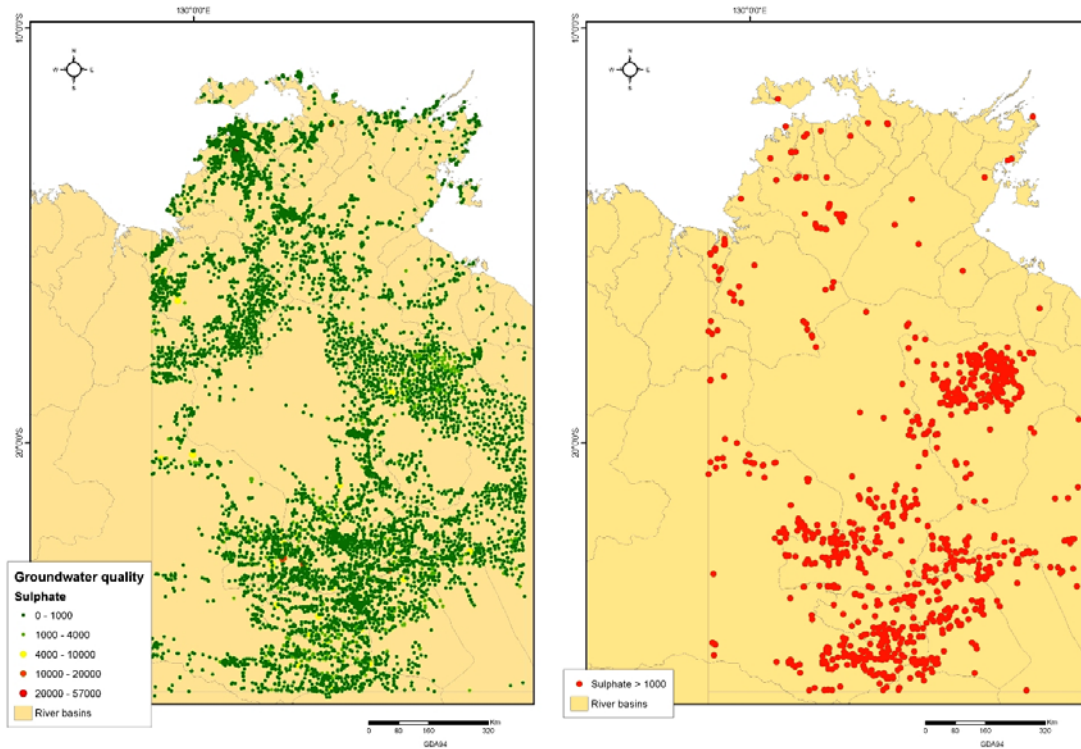 130°0'0"E
10°0'0"S
N
W E
S
20°0'0"S
Groundwater quality
Sulphate
0 - 1000
1000 - 4000
4000 - 10000
10000 - 20000
20000 - 57000
River basins
Km
0 80 160 320
GDA94
130°0'0"E
10°0'0"S
N
W E
S
20°0'0"S
Sulphate > 1000
River basins
Km
0 80 160 320
GDA94